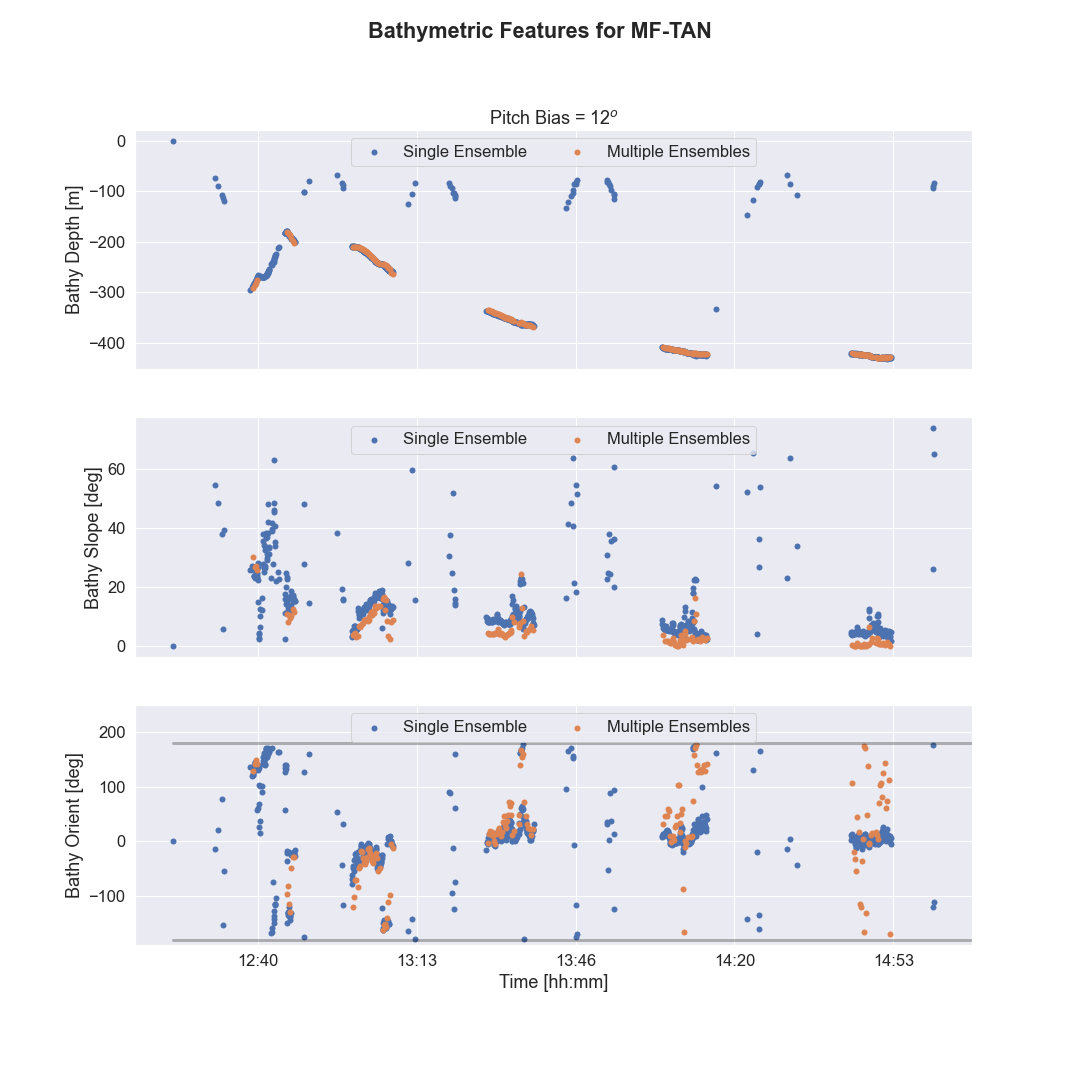 Bathymetric Features for MF-TAN
Pitch Bias = 12°
Single Ensemble Multiple Ensembles
0
−100
−200
−300
−400
Bathy Depth [m]
Single Ensemble Multiple Ensembles
60
40
20
0
Bathy Slope [deg]
Single Ensemble Multiple Ensembles
200
100
0
−100
Bathy Orient [deg]
12:40 13:13 13:46 14:20 14:53
Time [hh:mm]